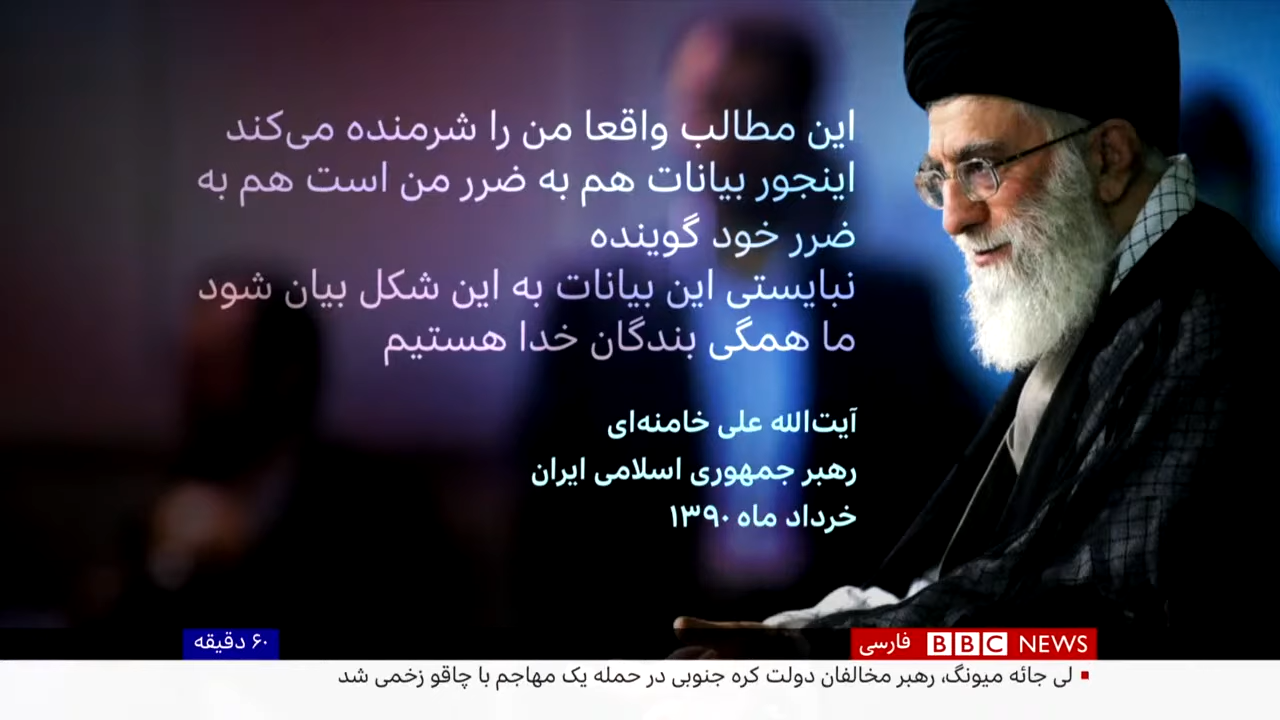 این مطالب واقعا من را شرمنده می‌کند
اینجور بیانات هم به ضرر من است هم به
ضرر خود گوینده
نبایستی این بیانات به این شکل بیان شود
ما همگی بندگان خدا هستیم
آیت‌الله علی خامنه‌ای
رهبر جمهوری اسلامی ایران
خرداد ماه ۱۳۹۰
BBC NEWS فارسی
۶۰ دقیقه
لی جائه میونگ، رهبر مخالفان دولت کره جنوبی در حمله یک مهاجم با چاقو زخمی شد